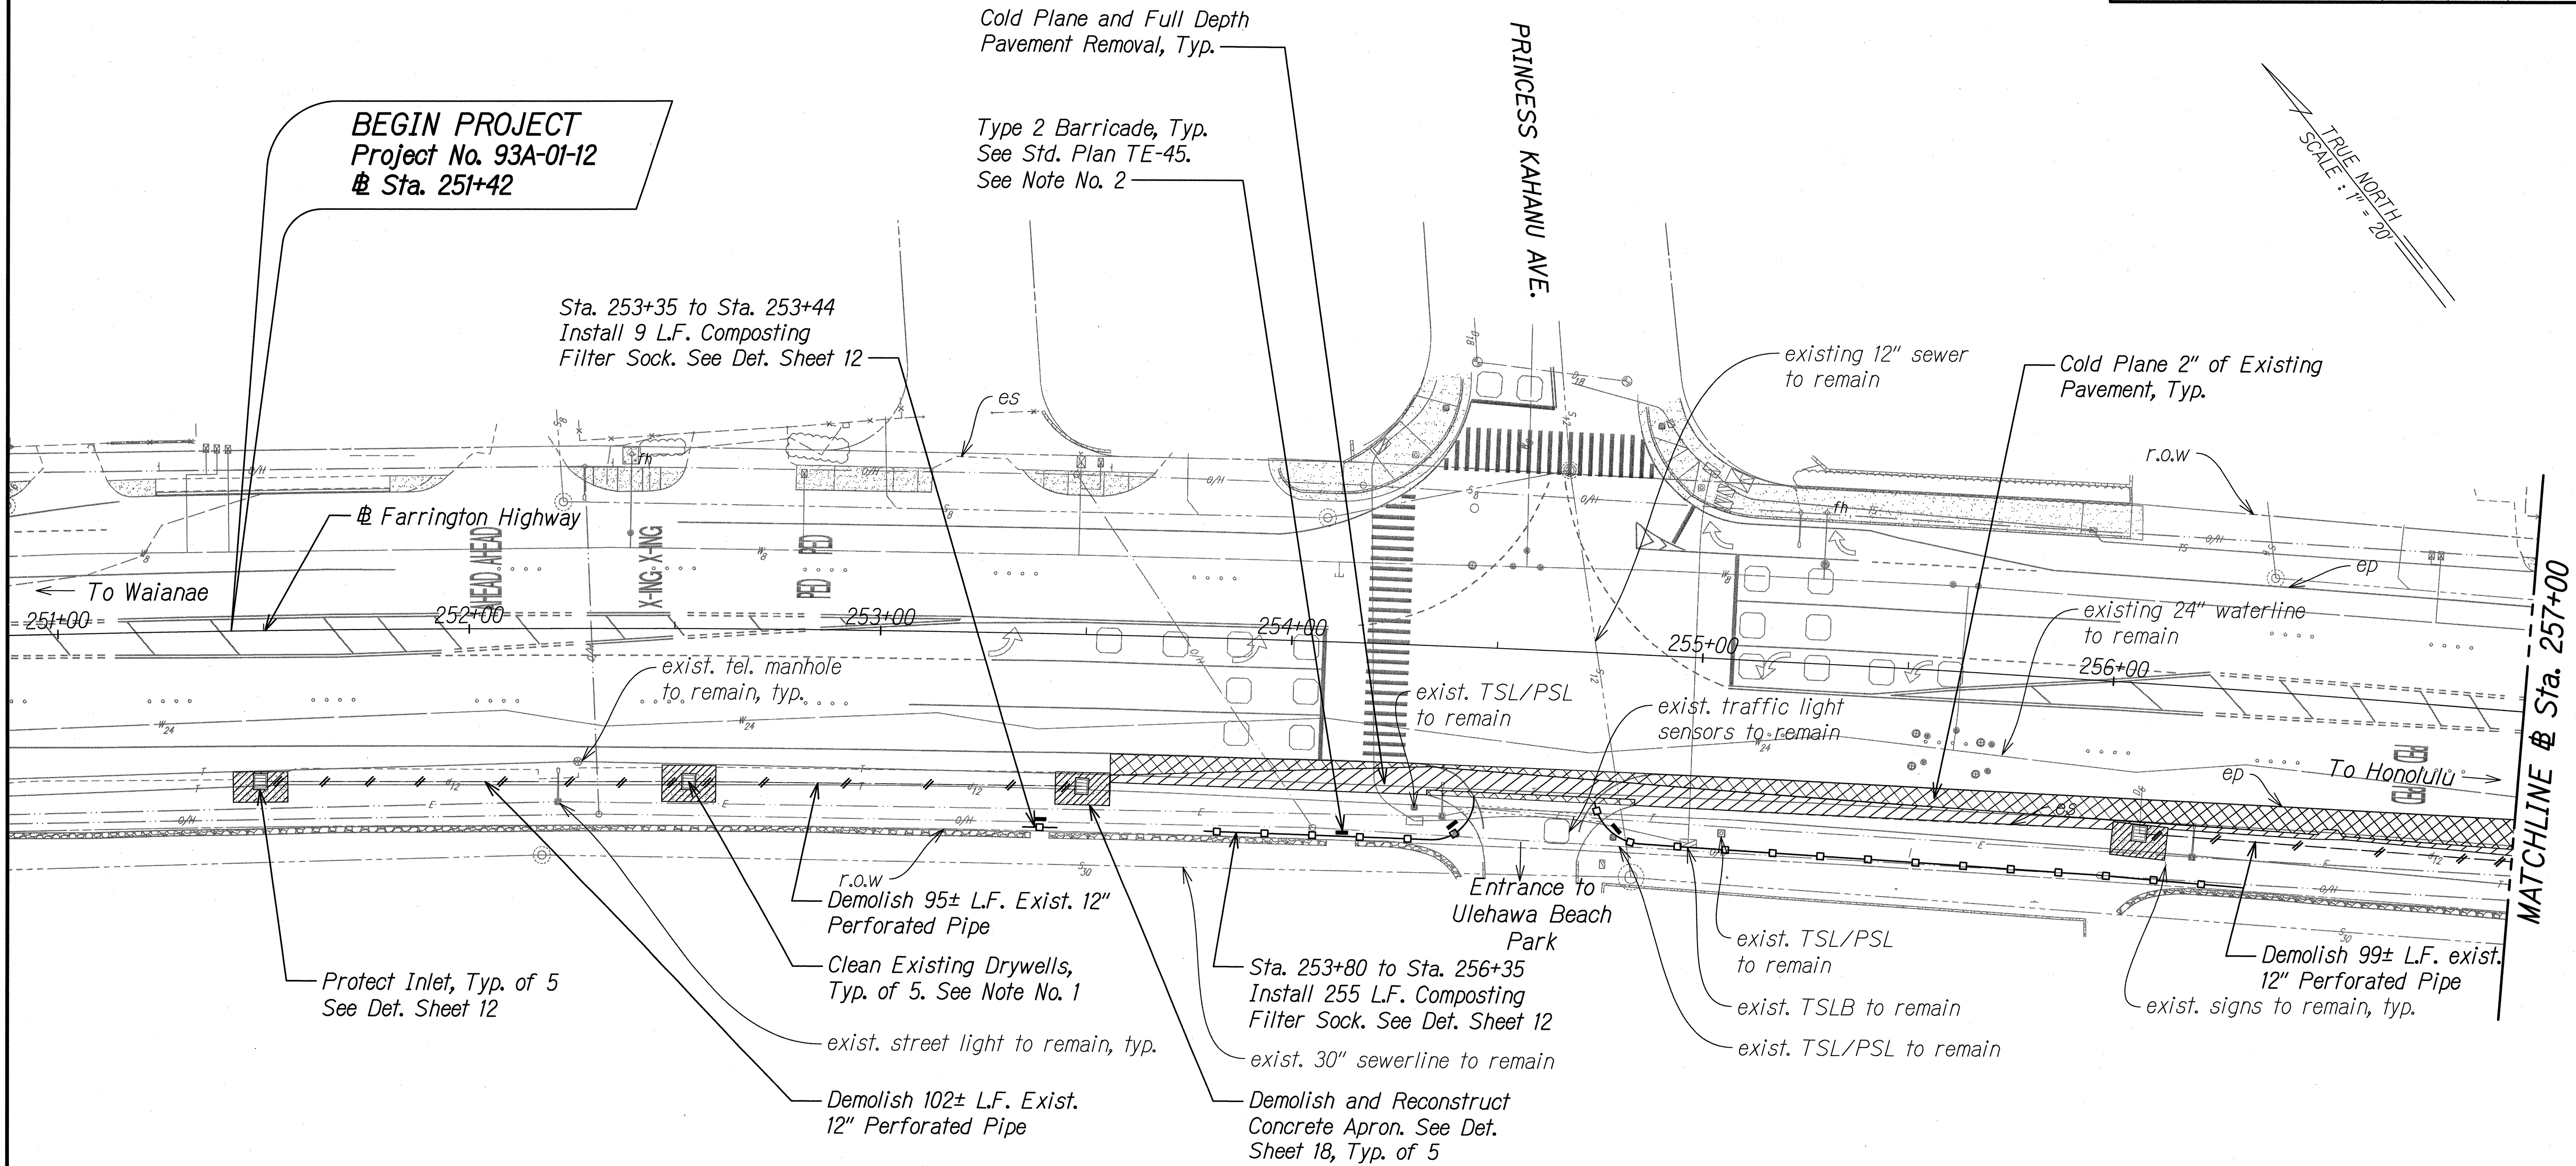 Cold Plane and Full Depth
Pavement Removal, Typ.
PRINCESS KAHANU AVE.
TRUE NORTH
SCALE : 1" = 20'
BEGIN PROJECT
Project No. 93A-01-12
BL Sta. 251+42
Type 2 Barricade, Typ.
See Std. Plan TE-45.
See Note No. 2
Sta. 253+35 to Sta. 253+44
Install 9 L.F. Composting
Filter Sock. See Det. Sheet 12
es
existing 12" sewer
to remain
Cold Plane 2" of Existing
Pavement, Typ.
r.o.w
fh
fh
BL Farrington Highway
AHEAD AHEAD
X-ING X-ING
PED PED
To Waianae
ep
251+00
252+00
253+00
254+00
255+00
256+00
existing 24" waterline
to remain
exist. tel. manhole
to remain, typ.
exist. TSL/PSL
to remain
exist. traffic light
sensors to remain
ep
To Honolulu
es
MATCHLINE BL Sta. 257+00
r.o.w
Demolish 95± L.F. Exist. 12"
Perforated Pipe
Entrance to
Ulehawa Beach
Park
Protect Inlet, Typ. of 5
See Det. Sheet 12
Clean Existing Drywells,
Typ. of 5. See Note No. 1
Sta. 253+80 to Sta. 256+35
Install 255 L.F. Composting
Filter Sock. See Det. Sheet 12
exist. TSL/PSL
to remain
Demolish 99± L.F. exist.
12" Perforated Pipe
exist. TSLB to remain
exist. signs to remain, typ.
exist. street light to remain, typ.
exist. 30" sewerline to remain
exist. TSL/PSL to remain
Demolish 102± L.F. Exist.
12" Perforated Pipe
Demolish and Reconstruct
Concrete Apron. See Det.
Sheet 18, Typ. of 5